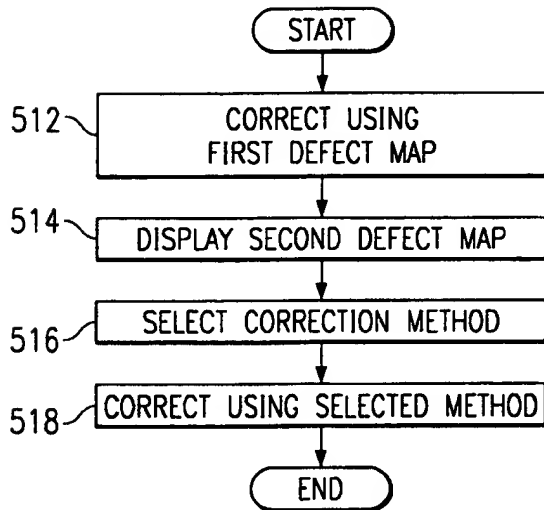 START
512
CORRECT USING
FIRST DEFECT MAP
514
DISPLAY SECOND DEFECT MAP
516
SELECT CORRECTION METHOD
518
CORRECT USING SELECTED METHOD
END